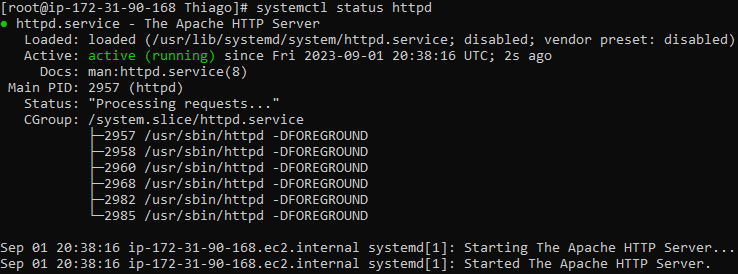 [root@ip-172-31-90-168 Thiago]# systemctl status httpd
● httpd.service - The Apache HTTP Server
   Loaded: loaded (/usr/lib/systemd/system/httpd.service; disabled; vendor preset: disabled)
   Active: active (running) since Fri 2023-09-01 20:38:16 UTC; 2s ago
     Docs: man:httpd.service(8)
 Main PID: 2957 (httpd)
   Status: "Processing requests..."
   CGroup: /system.slice/httpd.service
           ├─2957 /usr/sbin/httpd -DFOREGROUND
           ├─2958 /usr/sbin/httpd -DFOREGROUND
           ├─2960 /usr/sbin/httpd -DFOREGROUND
           ├─2968 /usr/sbin/httpd -DFOREGROUND
           ├─2982 /usr/sbin/httpd -DFOREGROUND
           └─2985 /usr/sbin/httpd -DFOREGROUND
Sep 01 20:38:16 ip-172-31-90-168.ec2.internal systemd[1]: Starting The Apache HTTP Server...
Sep 01 20:38:16 ip-172-31-90-168.ec2.internal systemd[1]: Started The Apache HTTP Server.